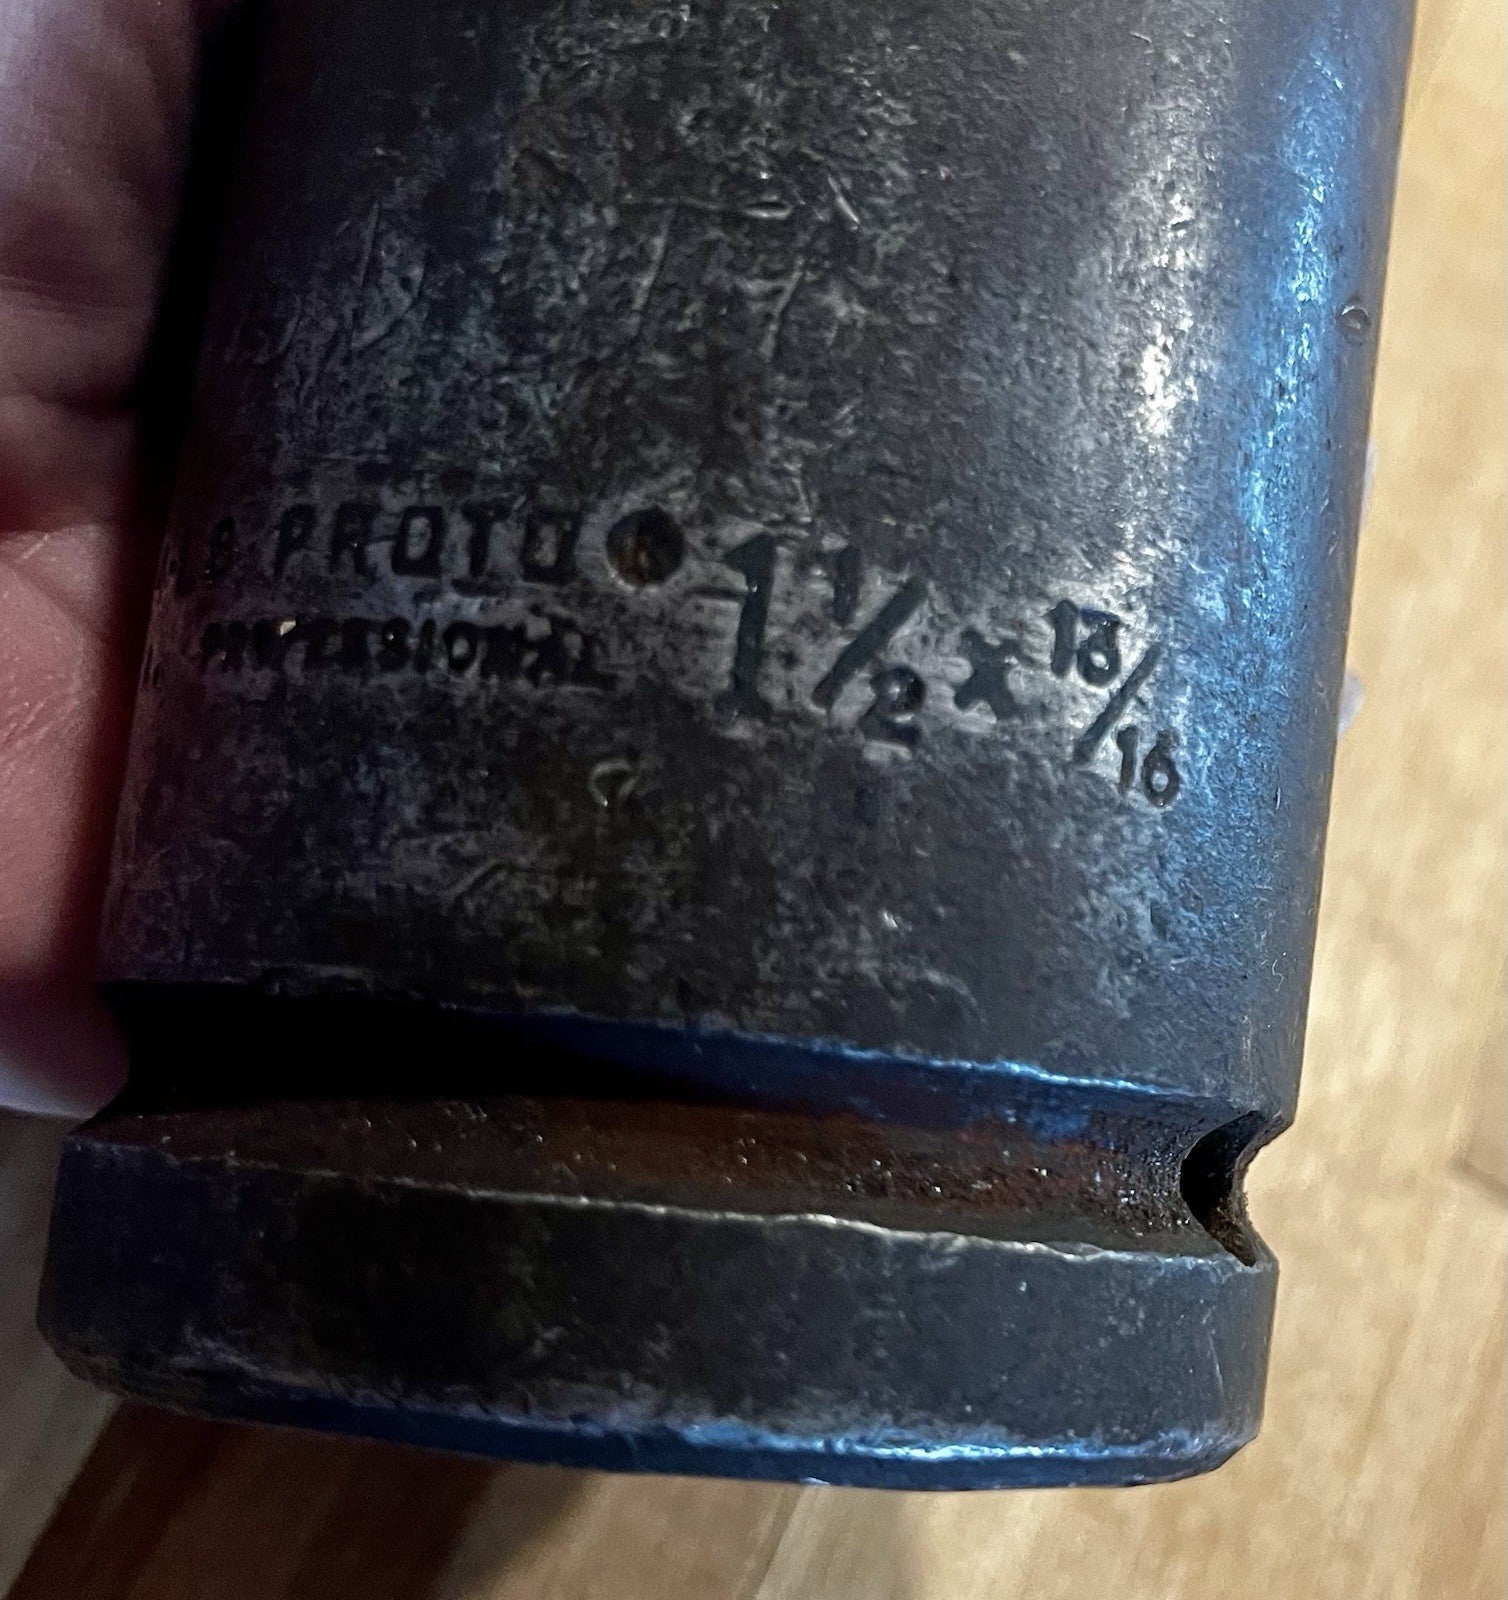 PROTO 1 1/2 x 13/16
PROFESSIONAL